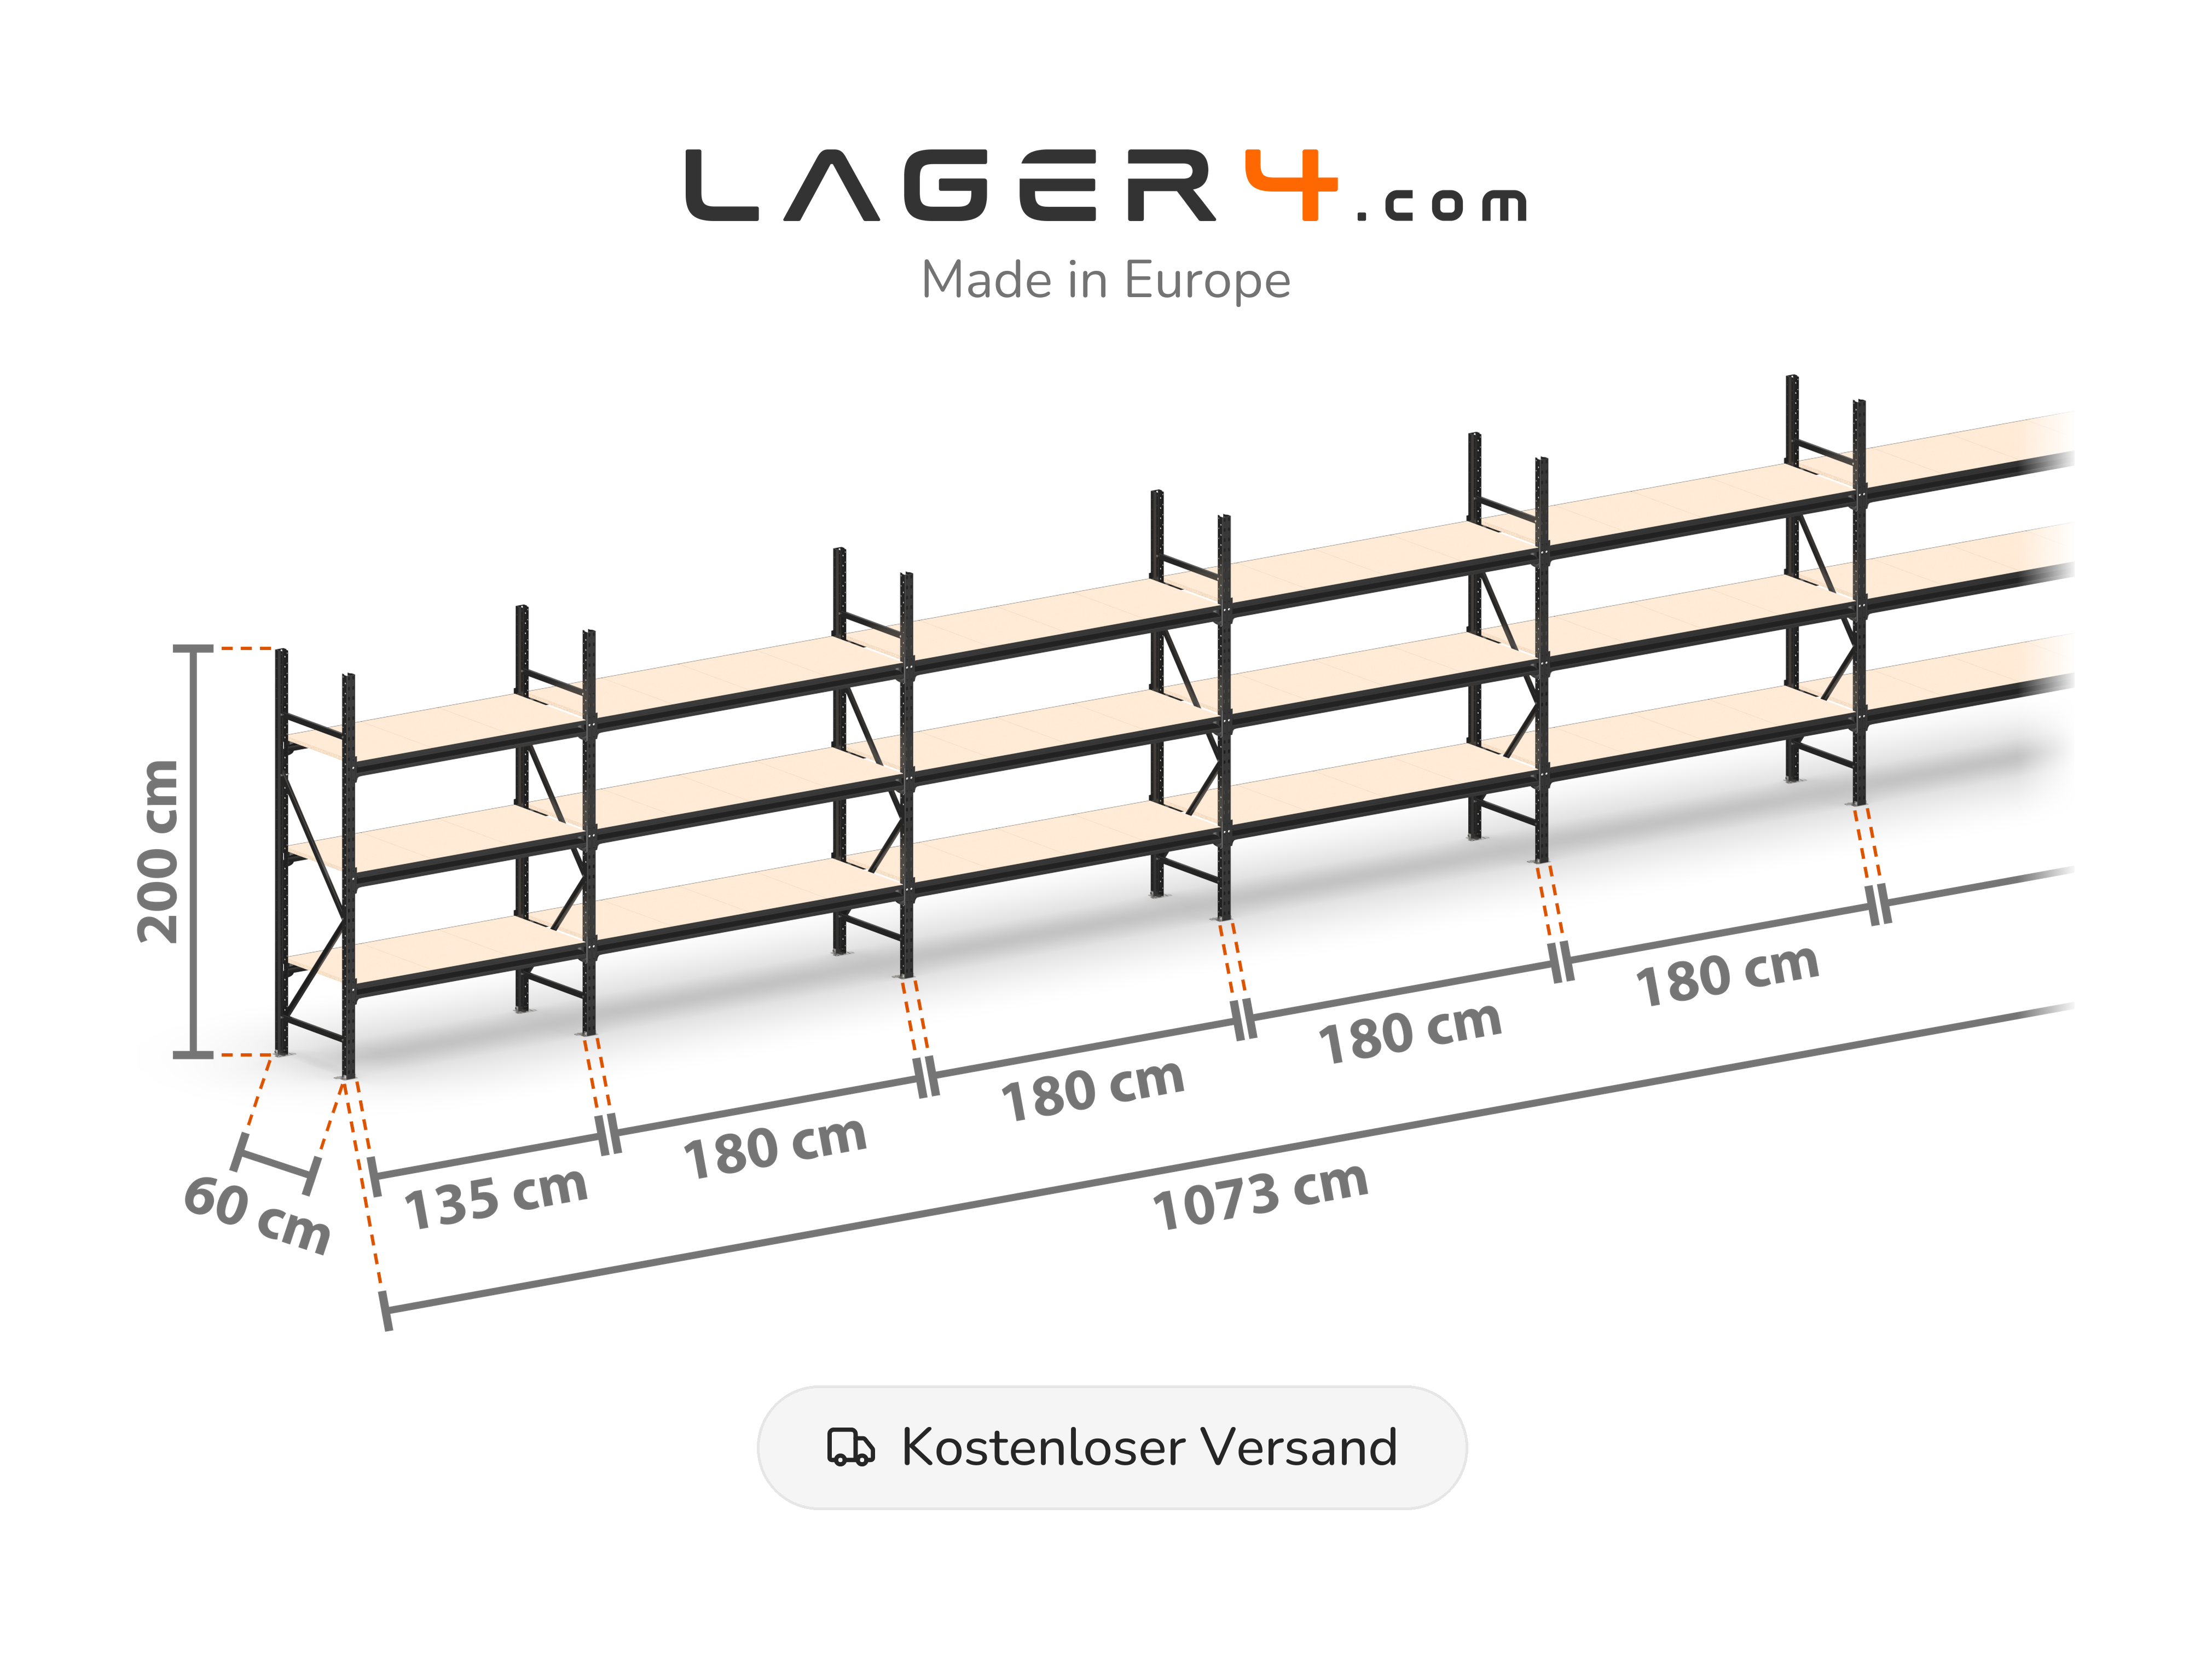 LAGER4.com
Made in Europe
200 cm
60 cm
135 cm
180 cm
180 cm
180 cm
180 cm
1073 cm
Kostenloser Versand